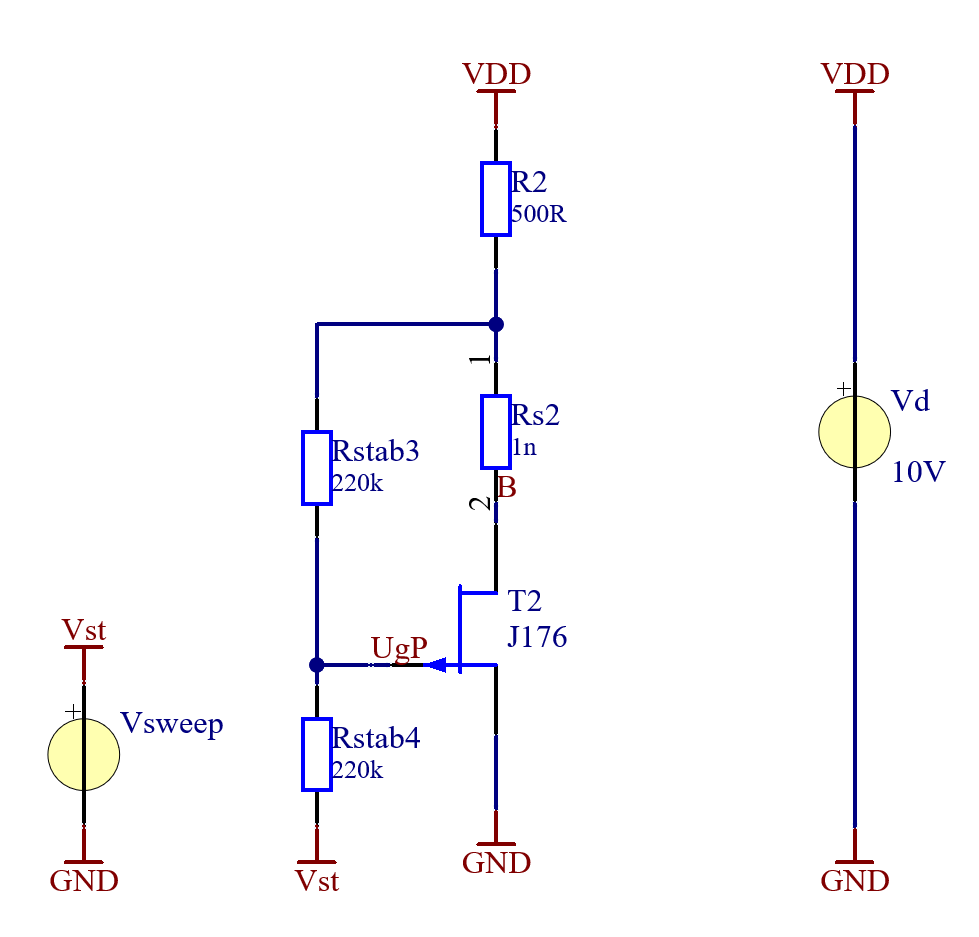 VDD
VDD
R2
500R
1
Rs2
1n
Vd
10V
Rstab3
220k
2
B
T2
J176
Vst
UgP
+
Vsweep
+
Rstab4
220k
GND
Vst
GND
GND